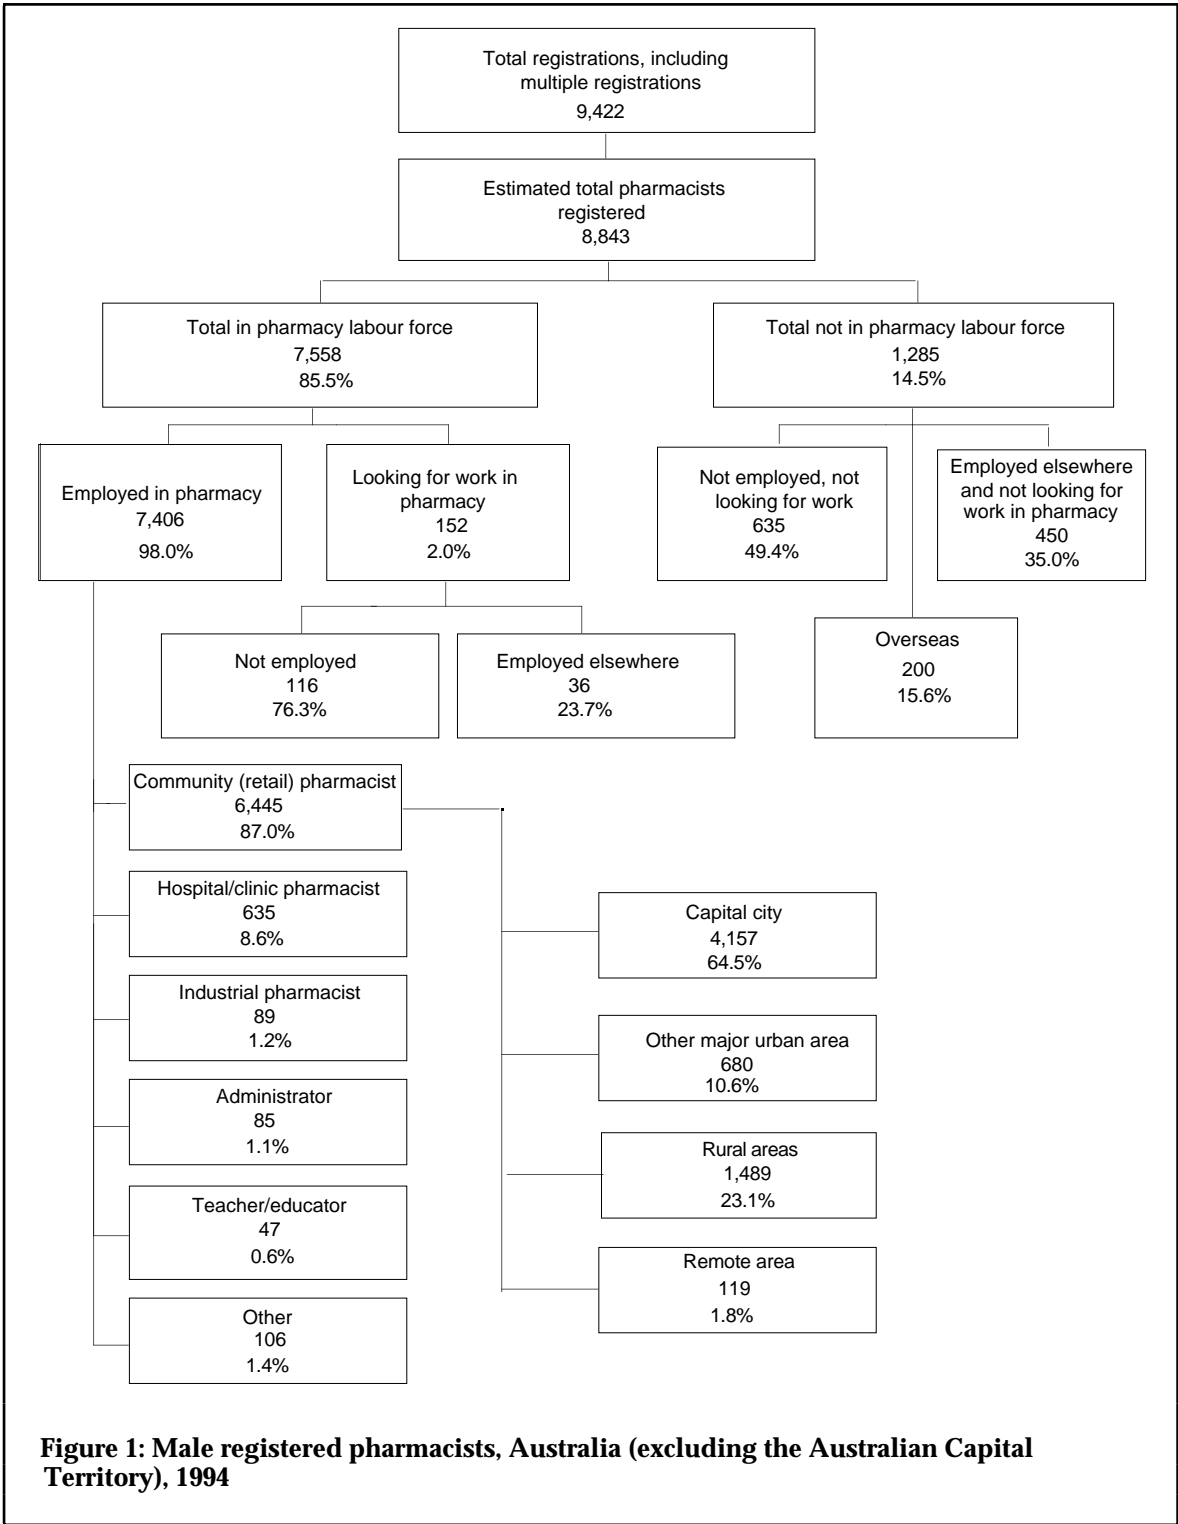 Total registrations, including
multiple registrations
9,422
Estimated total pharmacists
registered
8,843
Total in pharmacy labour force
7,558
85.5%
Total not in pharmacy labour force
1,285
14.5%
Employed in pharmacy
7,406
98.0%
Looking for work in
pharmacy
152
2.0%
Not employed, not
looking for work
635
49.4%
Employed elsewhere
and not looking for
work in pharmacy
450
35.0%
Not employed
116
76.3%
Employed elsewhere
36
23.7%
Overseas
200
15.6%
Community (retail) pharmacist
6,445
87.0%
Hospital/clinic pharmacist
635
8.6%
Industrial pharmacist
89
1.2%
Administrator
85
1.1%
Teacher/educator
47
0.6%
Other
106
1.4%
Capital city
4,157
64.5%
Other major urban area
680
10.6%
Rural areas
1,489
23.1%
Remote area
119
1.8%
Figure 1: Male registered pharmacists, Australia (excluding the Australian Capital
Territory), 1994